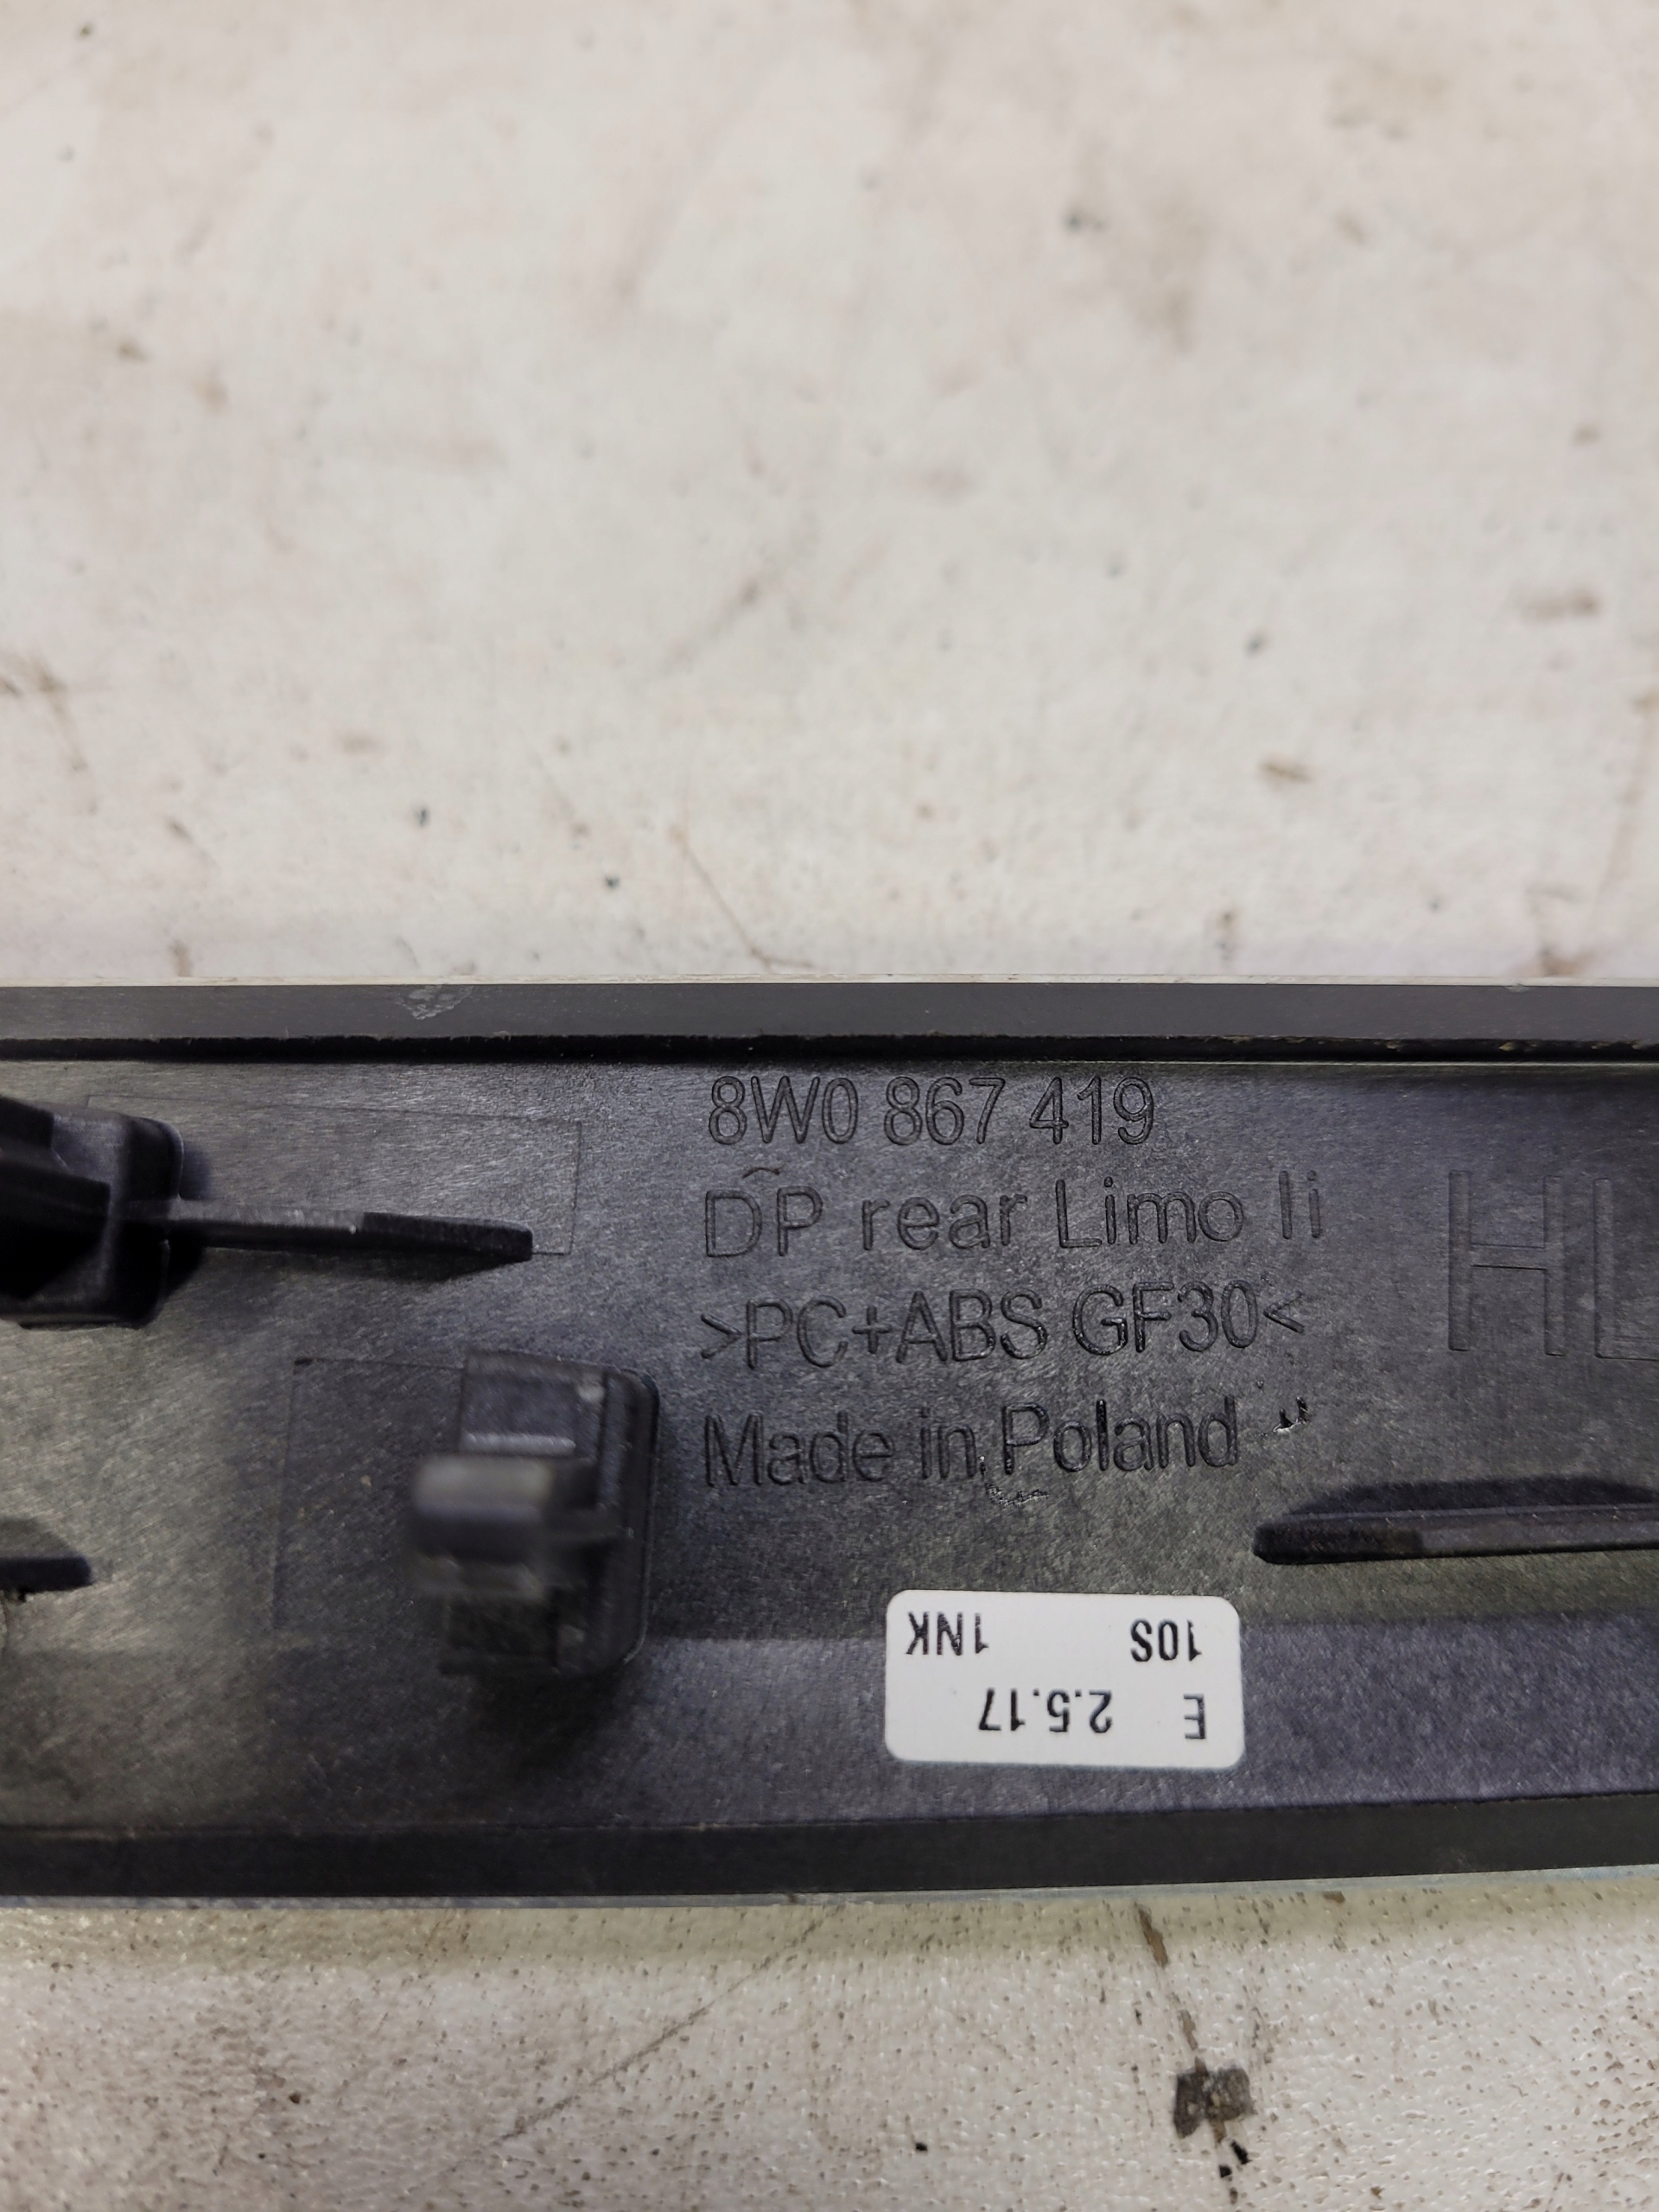 8W0 867 419
DP rear Limo li
>PC+ABS GF30<
Made in Poland
HL
E 2.5.17
10S 1NK